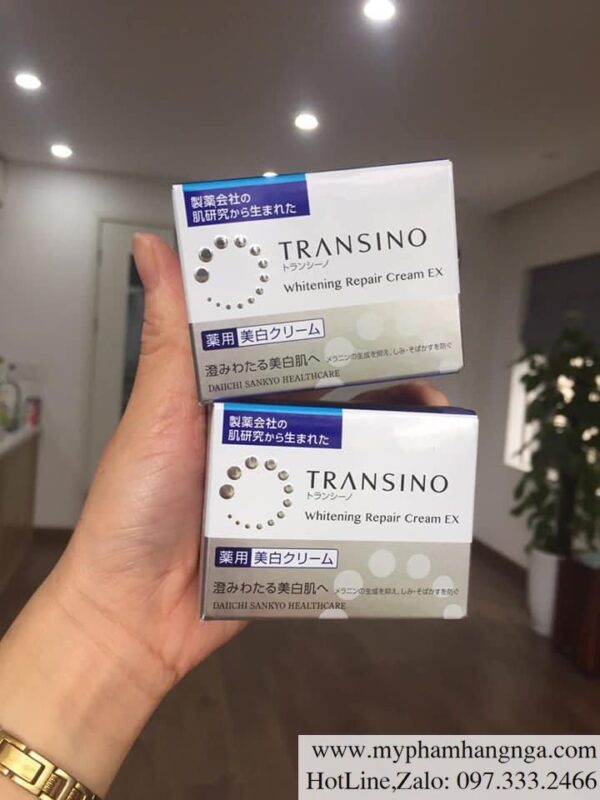 製薬会社の
肌研究から生まれた
TRANSINO
トランシーノ
Whitening Repair Cream EX
薬用 美白クリーム
澄みわたる美白肌へ メラニンの生成を抑え、しみ・そばかすを防ぐ
DAIICHI SANKYO HEALTHCARE
製薬会社の
肌研究から生まれた
TRANSINO
トランシーノ
Whitening Repair Cream EX
薬用 美白クリーム
澄みわたる美白肌へ メラニンの生成を抑え、しみ・そばかすを防ぐ
DAIICHI SANKYO HEALTHCARE
www.myphamhangnga.com
HotLine,Zalo: 097.333.2466